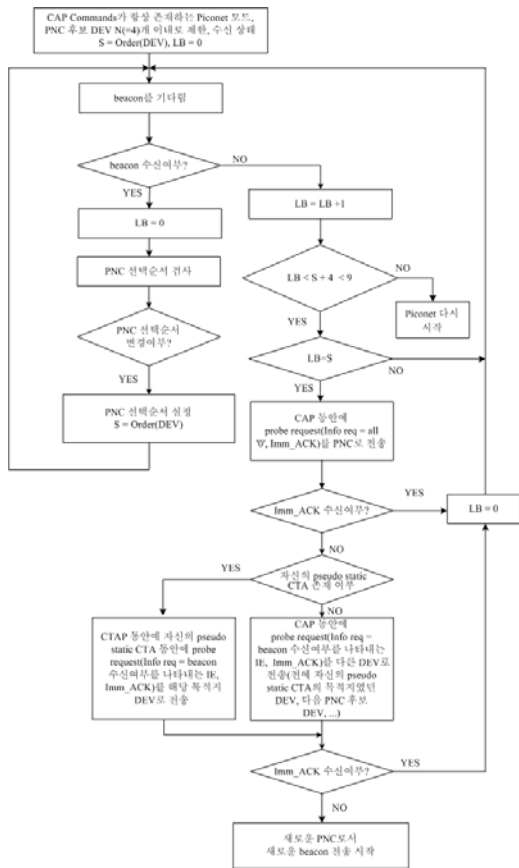 CAP Commands가 항상 존재하는 Piconet 모드,
PNC 후보 DEV N(=4)개 이내로 제한, 수신 상태
S = Order(DEV), LB = 0
beacon를 기다림
beacon 수신여부?
NO
YES
LB = 0
LB = LB +1
PNC 선택순서 검사
LB < S + 4 < 9
NO
YES
Piconet 다시
시작
PNC 선택순서
변경여부?
YES
LB=S
NO
YES
PNC 선택순서 설정
S = Order(DEV)
CAP 동안에
probe request(Info req = all
'0', Imm_ACK)를 PNC로 전송
Imm_ACK 수신여부?
YES
LB = 0
NO
자신의 pseudo static
CTA 존재 여부
YES
NO
CTAP 동안에 자신의 pseudo
static CTA 동안에 probe
request(Info req = beacon
수신여부를 나타내는 IE,
Imm_ACK)를 해당 목적지
DEV로 전송
CAP 동안에
probe request(Info req =
beacon 수신여부를 나타내는
IE, Imm_ACK)를 다른 DEV로
전송(전에 자신의 pseudo
static CTA의 목적지였던
DEV, 다음 PNC 후보
DEV, ...)
Imm_ACK 수신여부?
YES
NO
새로운 PNC로서
새로운 beacon 전송 시작